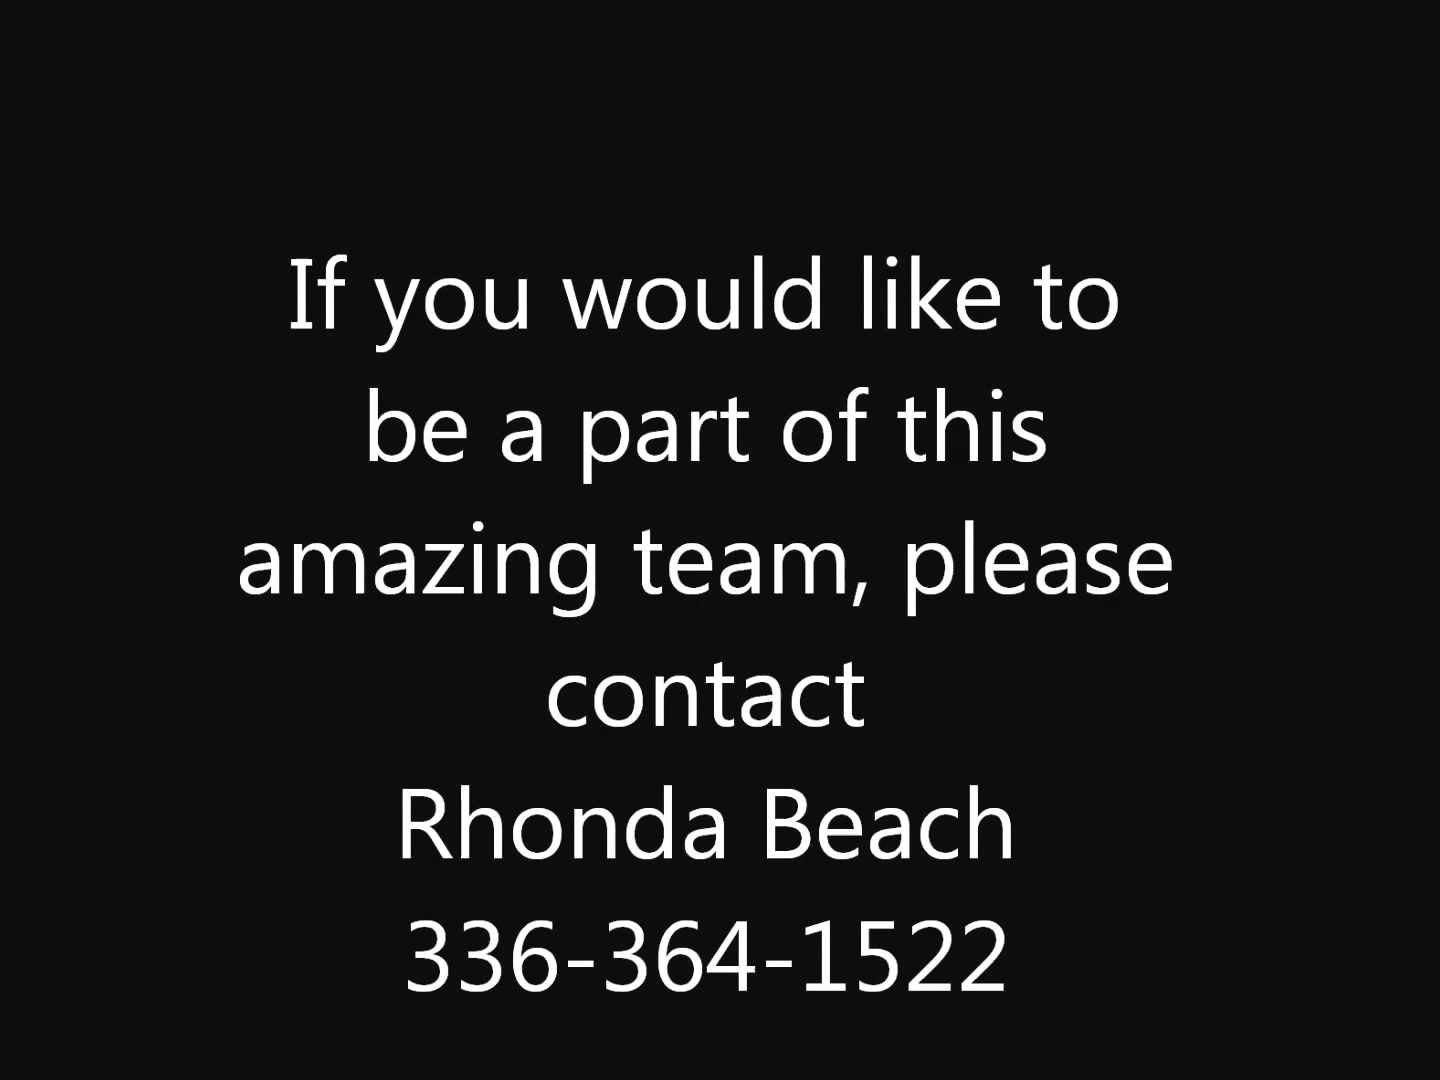 If you would like to
be a part of this
amazing team, please
contact
Rhonda Beach
336-364-1522